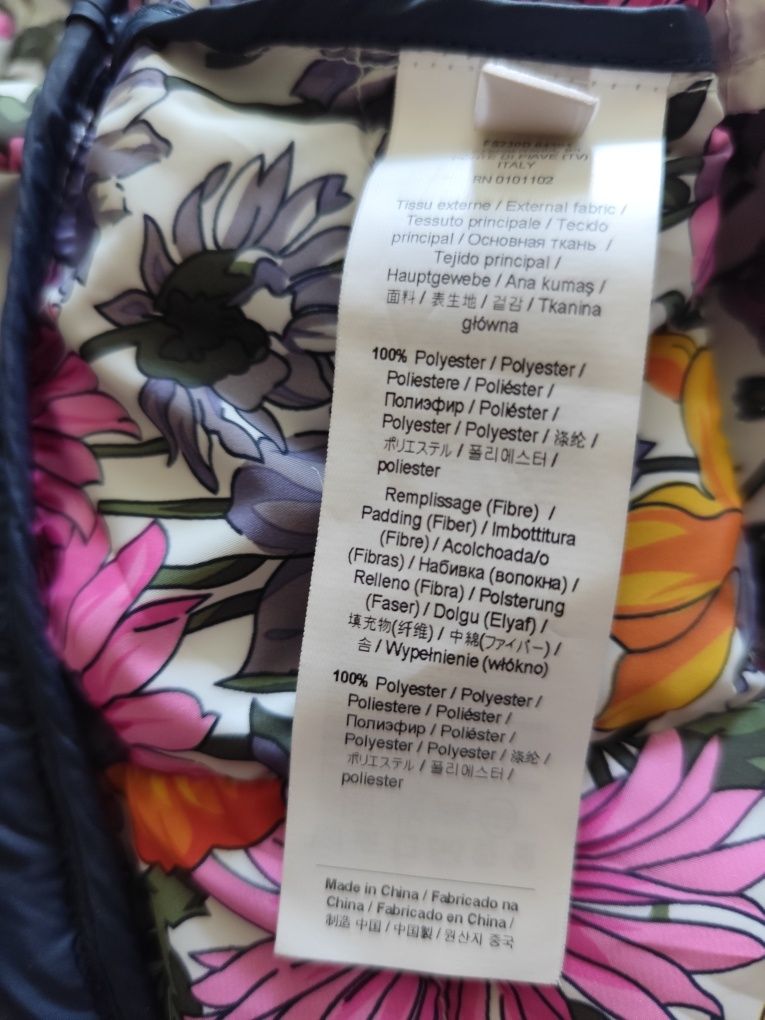 DI PIAVE (TV)
ITALY
RN 0101102
Tissu externe / External fabric /
Tessuto principale / Tecido
principal / Основная ткань /
Tejido principal /
Hauptgewebe / Ana kumaş /
面料 / 表生地 / 겉감 / Tkanina
główna
100% Polyester / Polyester /
Poliestere / Poliéster /
Полиэфир / Poliéster /
Polyester / Polyester / 涤纶 /
ポリエステル / 폴리에스터 /
poliester
Remplissage (Fibre) /
Padding (Fiber) / Imbottitura
(Fibre) / Acolchoada/o
(Fibras) / Набивка (волокна) /
Relleno (Fibra) / Polsterung
(Faser) / Dolgu (Elyaf) /
填充物(纤维) / 中綿(ファイバー) /
솜 / Wypełnienie (włókno)
100% Polyester / Polyester /
Poliestere / Poliéster /
Полиэфир / Poliéster /
Polyester / Polyester / 涤纶 /
ポリエステル / 폴리에스터 /
poliester
Made in China / Fabricado na
China / Fabricado en China /
制造 中国 / 中国製 / 원산지 중국